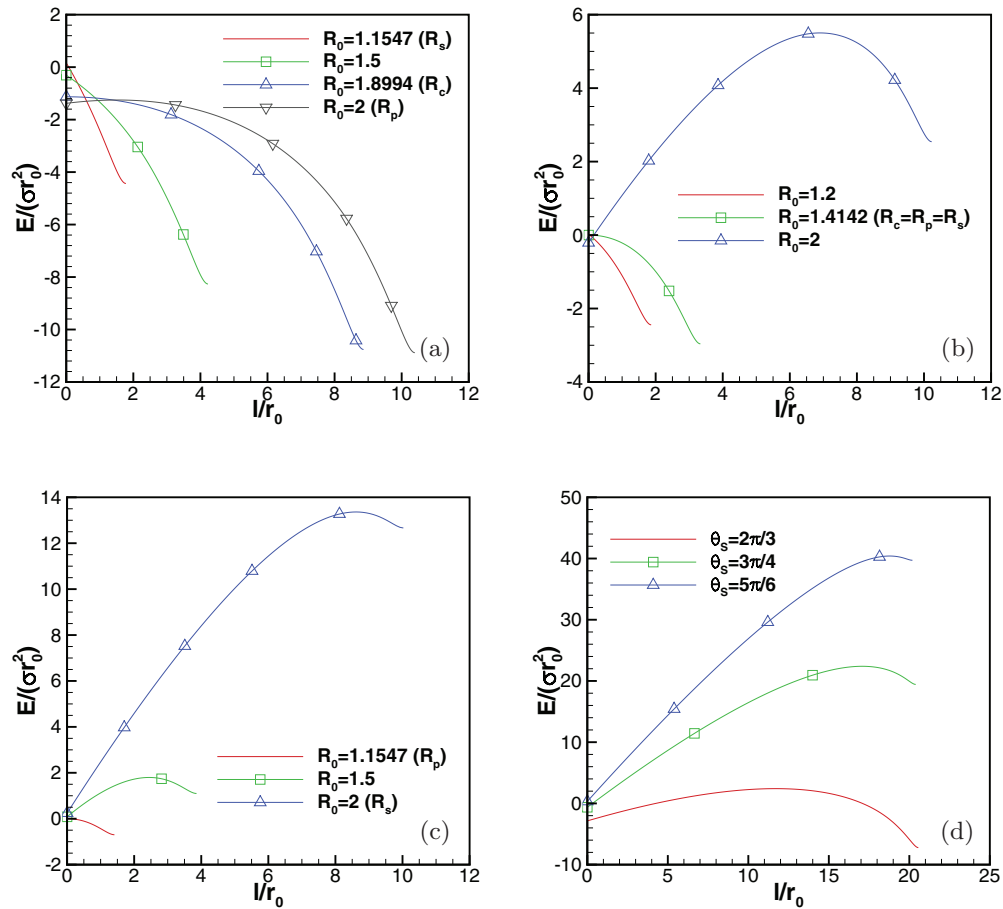 R₀=1.1547 (Rₛ)
R₀=1.5
R₀=1.8994 (R꜀)
R₀=2 (Rₚ)
0
2
-2
-4
-6
-8
-10
-12
0 2 4 6 8 10 12
E/(σr₀²)
l/r₀
(a)
6
4
2
0
-2
-4
0 2 4 6 8 10 12
E/(σr₀²)
l/r₀
R₀=1.2
R₀=1.4142 (R꜀=Rₚ=Rₛ)
R₀=2
(b)
14
12
10
8
6
4
2
0
-2
0 2 4 6 8 10 12
E/(σr₀²)
l/r₀
R₀=1.1547 (Rₚ)
R₀=1.5
R₀=2 (Rₛ)
(c)
50
40
30
20
10
0
-10
0 5 10 15 20 25
E/(σr₀²)
l/r₀
θₛ=2π/3
θₛ=3π/4
θₛ=5π/6
(d)